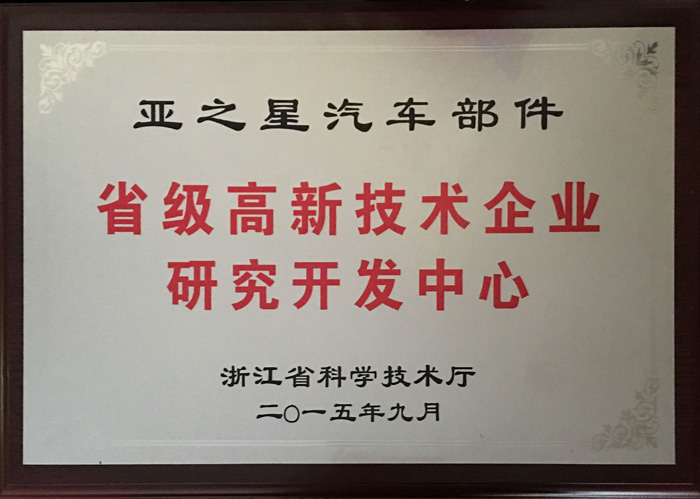 亚之星汽车部件
省级高新技术企业
研究开发中心
浙江省科学技术厅
二〇一五年九月